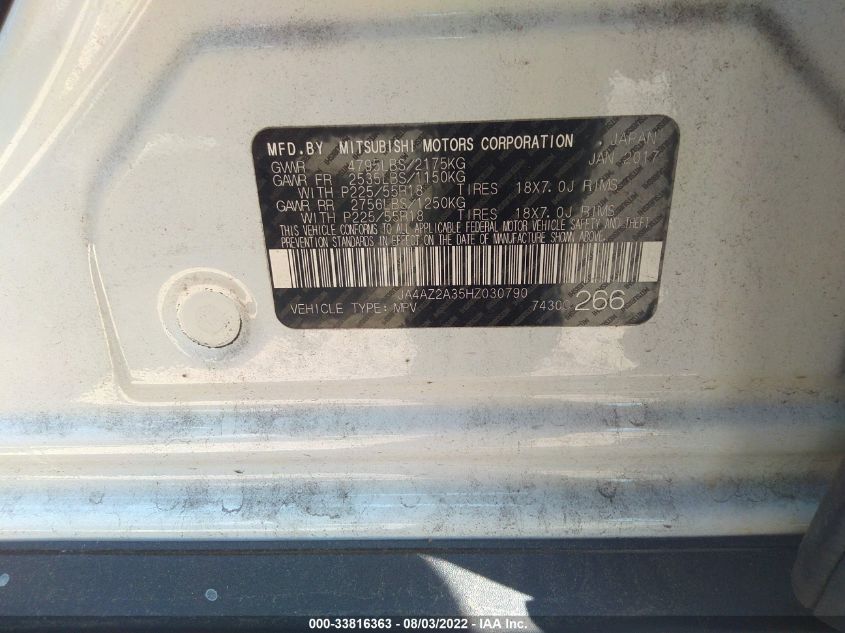 MFD.BY MITSUBISHI MOTORS CORPORATION JAPAN
GVWR 4795LBS/2175KG JAN 2017
GAWR FR 2535LBS/1150KG
WITH P225/55R18 TIRES 18X7.0J RIMS
GAWR RR 2756LBS/1250KG
WITH P225/55R18 TIRES 18X7.0J RIMS
THIS VEHICLE CONFORMS TO ALL APPLICABLE FEDERAL MOTOR VEHICLE SAFETY AND THEFT
PREVENTION STANDARDS IN EFFECT ON THE DATE OF MANUFACTURE SHOWN ABOVE.
JA4AZ2A35HZ030790
VEHICLE TYPE: MPV 7430C 266
000-33816363 - 08/03/2022 - IAA Inc.